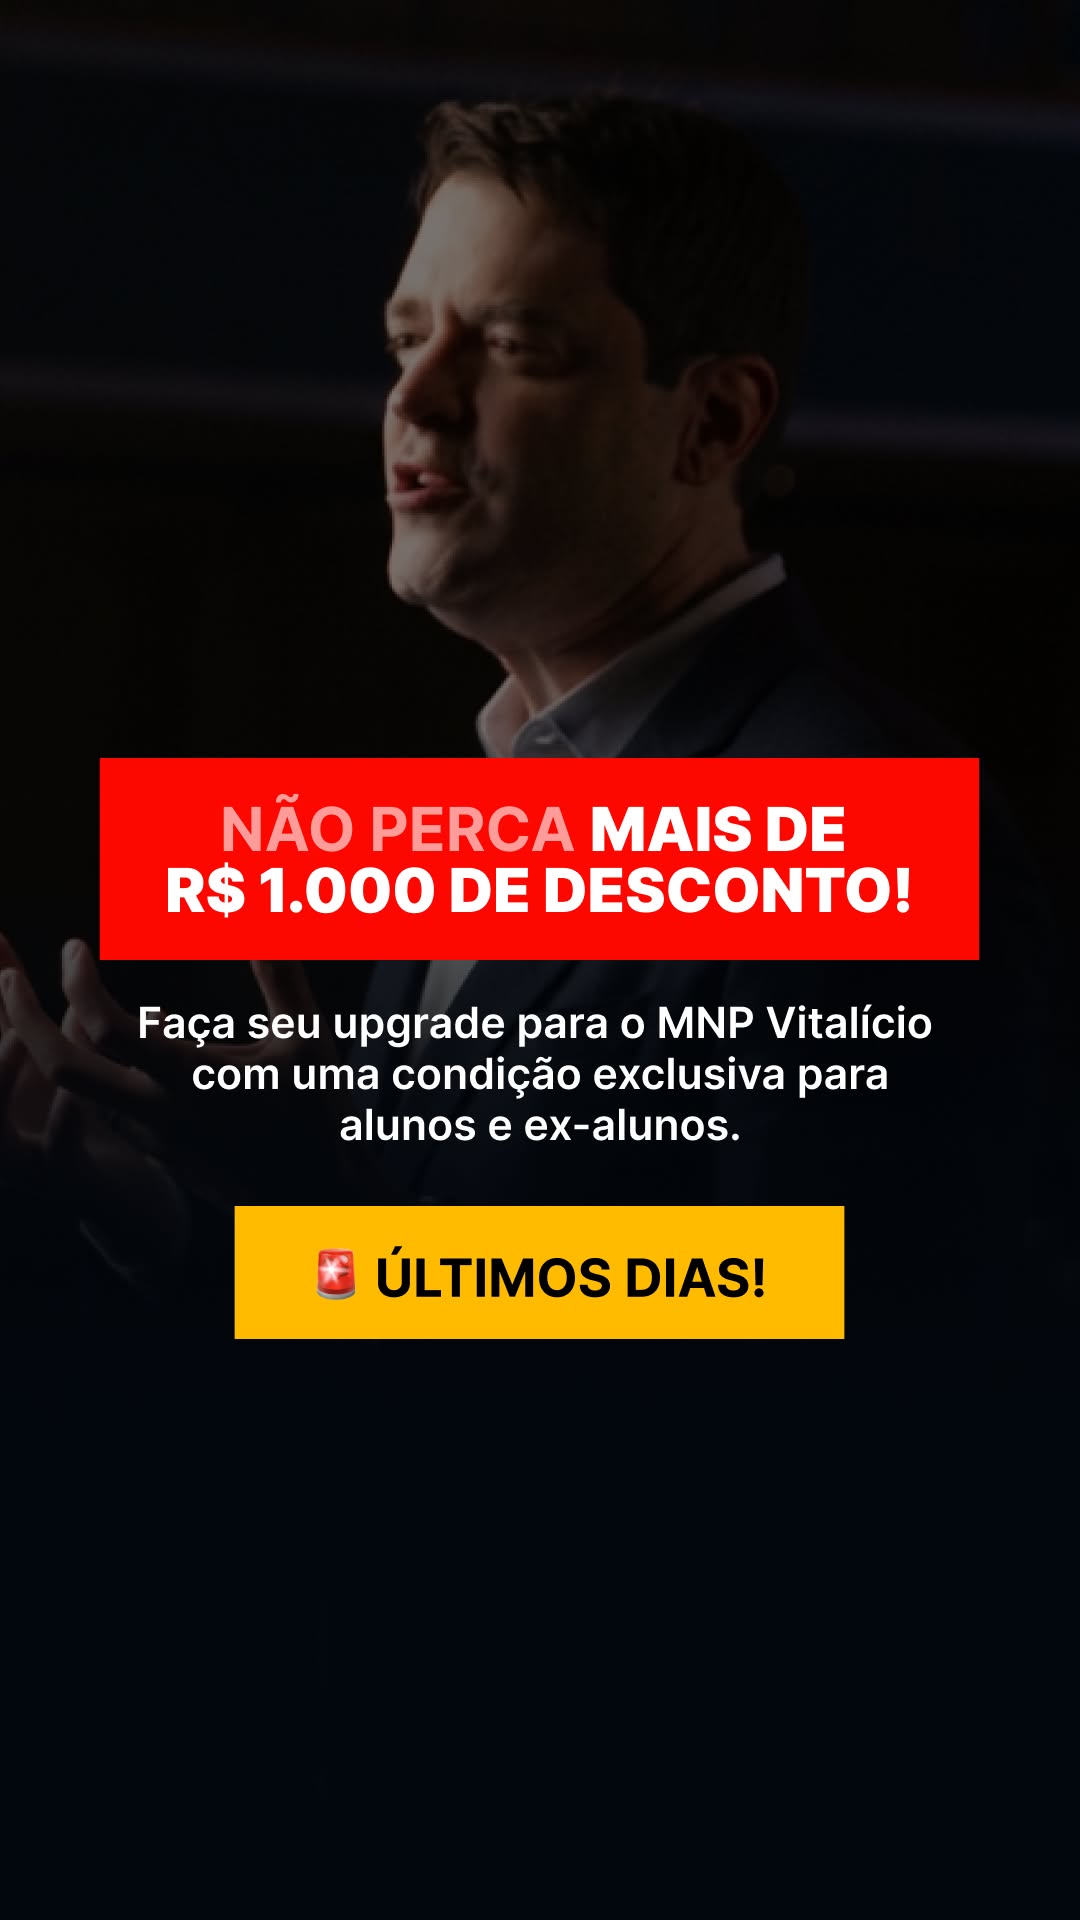 NÃO PERCA MAIS DE
R$ 1.000 DE DESCONTO!
Faça seu upgrade para o MNP Vitalício
com uma condição exclusiva para
alunos e ex-alunos.
🚨 ÚLTIMOS DIAS!